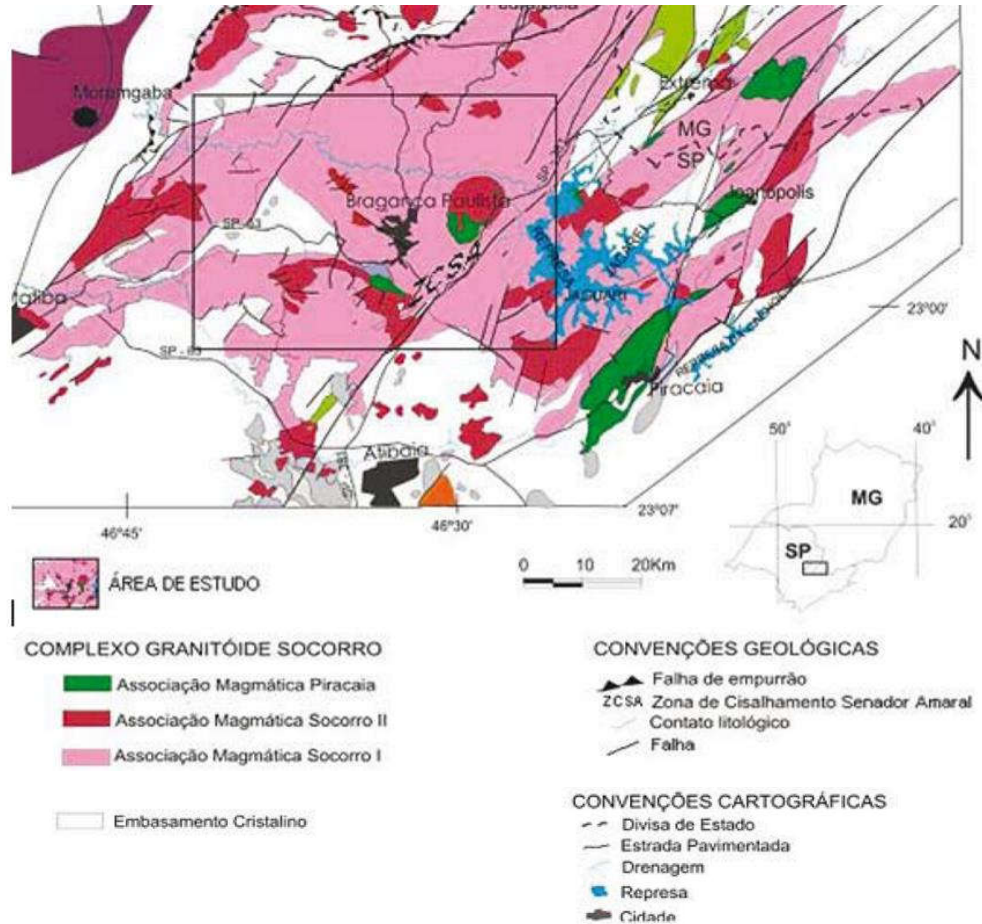 Extrema
MG
SP
Bragança Paulista
Joanópolis
SP - 63
ZCSA
JAGUARI
23°00'
SP - 63
Piracaia
N
Atibaia
50°
40°
MG
46°45'
46°30'
23°07'
20°
SP
0 10 20Km
ÁREA DE ESTUDO
COMPLEXO GRANITÓIDE SOCORRO
Associação Magmática Piracaia
Associação Magmática Socorro II
Associação Magmática Socorro I
Embasamento Cristalino
CONVENÇÕES GEOLÓGICAS
Falha de empurrão
ZCSA Zona de Cisalhamento Senador Amaral
Contato litológico
Falha
CONVENÇÕES CARTOGRÁFICAS
Divisa de Estado
Estrada Pavimentada
Drenagem
Represa
Cidade